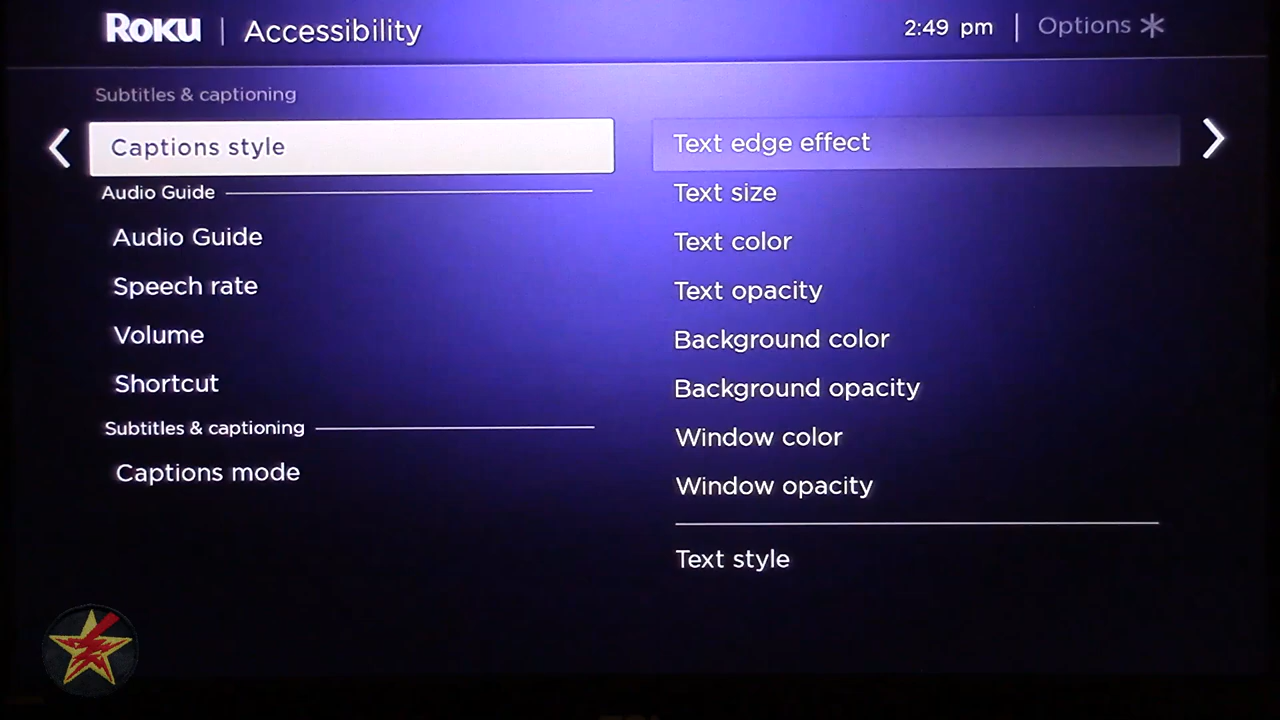 Roku | Accessibility
2:49 pm | Options *
Subtitles & captioning
Captions style
Audio Guide
Audio Guide
Speech rate
Volume
Shortcut
Subtitles & captioning
Captions mode
Text edge effect
Text size
Text color
Text opacity
Background color
Background opacity
Window color
Window opacity
Text style